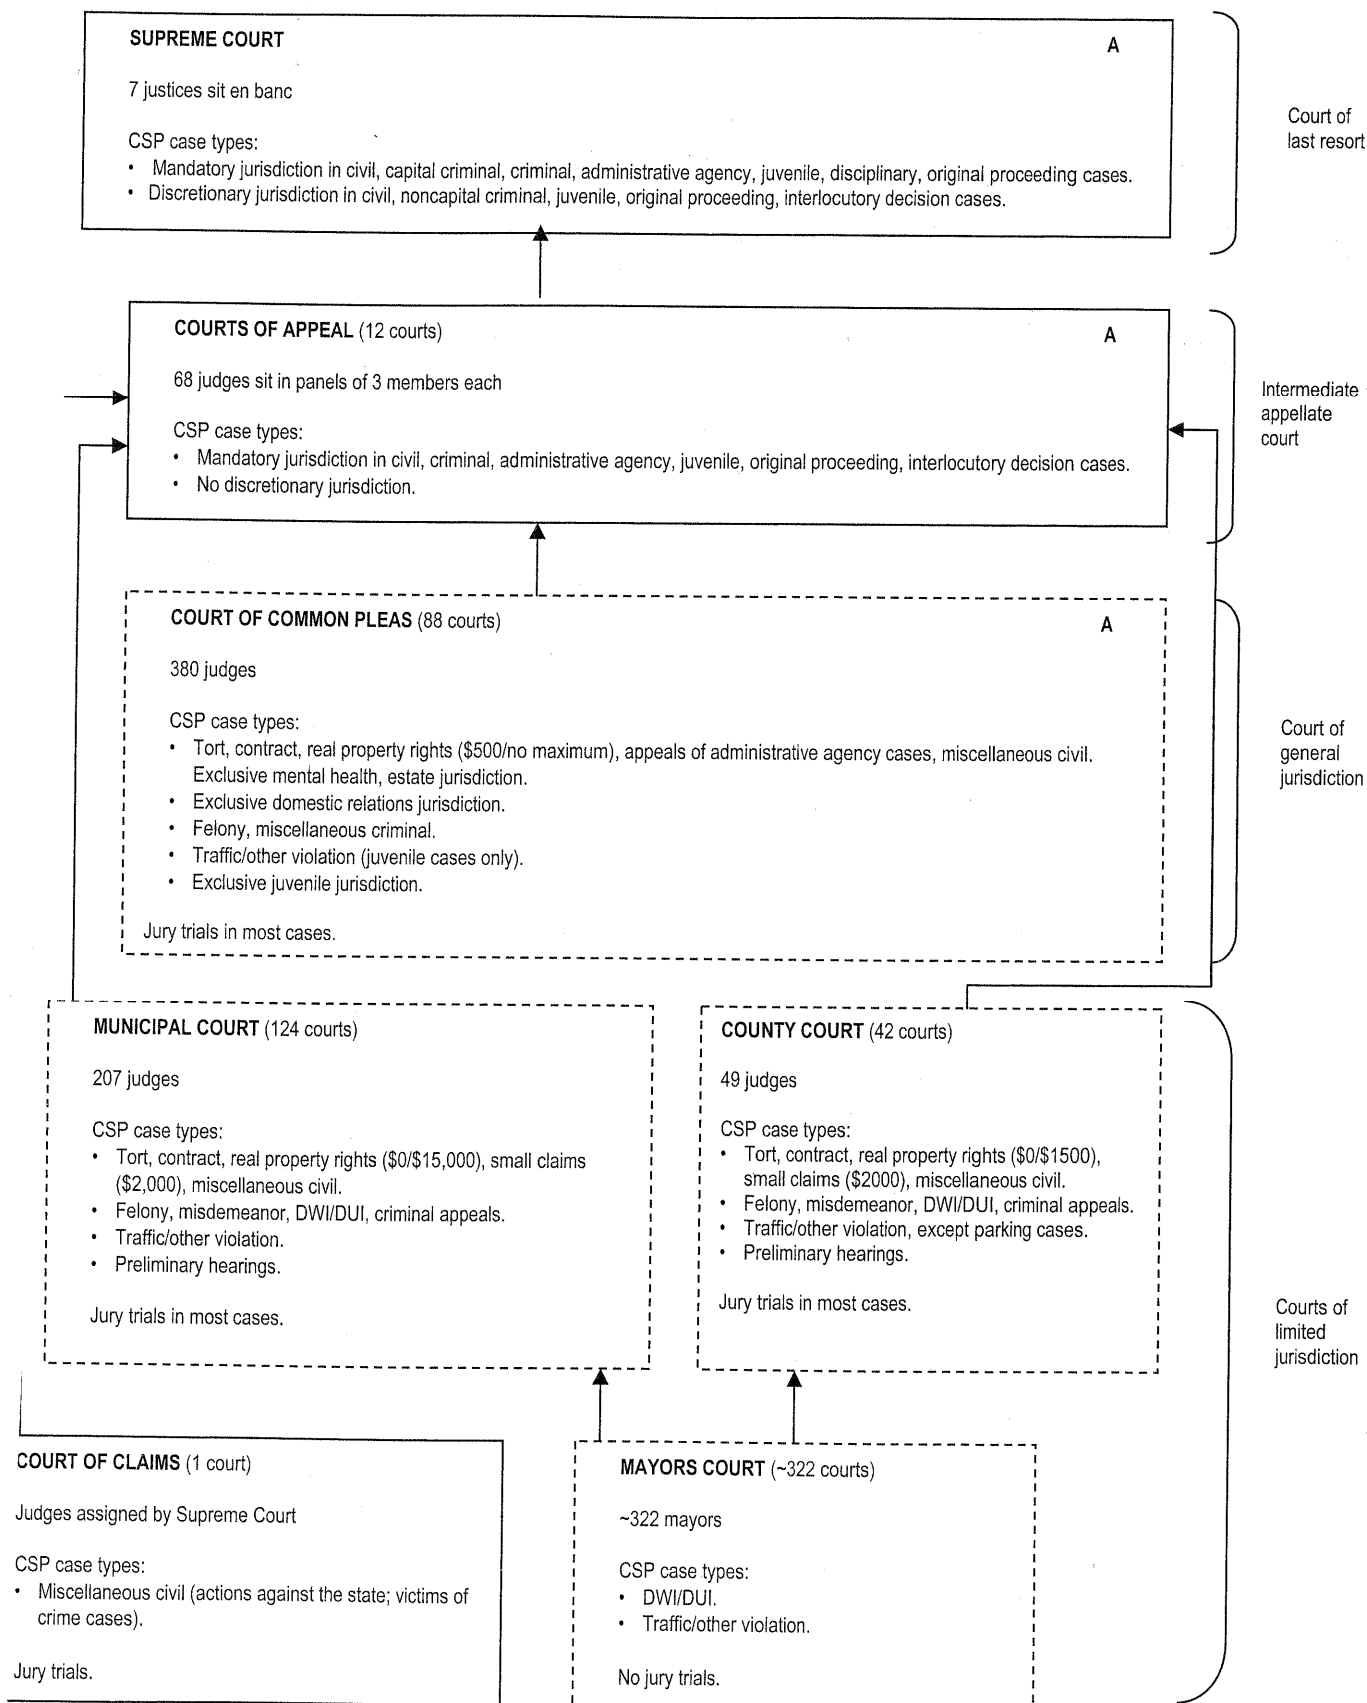 SUPREME COURT
A
7 justices sit en banc
CSP case types:
• Mandatory jurisdiction in civil, capital criminal, criminal, administrative agency, juvenile, disciplinary, original proceeding cases.
• Discretionary jurisdiction in civil, noncapital criminal, juvenile, original proceeding, interlocutory decision cases.
Court of
last resort
COURTS OF APPEAL (12 courts)
A
68 judges sit in panels of 3 members each
CSP case types:
• Mandatory jurisdiction in civil, criminal, administrative agency, juvenile, original proceeding, interlocutory decision cases.
• No discretionary jurisdiction.
Intermediate
appellate
court
COURT OF COMMON PLEAS (88 courts)
A
380 judges
CSP case types:
• Tort, contract, real property rights ($500/no maximum), appeals of administrative agency cases, miscellaneous civil.
Exclusive mental health, estate jurisdiction.
• Exclusive domestic relations jurisdiction.
• Felony, miscellaneous criminal.
• Traffic/other violation (juvenile cases only).
• Exclusive juvenile jurisdiction.
Jury trials in most cases.
Court of
general
jurisdiction
MUNICIPAL COURT (124 courts)
207 judges
CSP case types:
• Tort, contract, real property rights ($0/$15,000), small claims
($2,000), miscellaneous civil.
• Felony, misdemeanor, DWI/DUI, criminal appeals.
• Traffic/other violation.
• Preliminary hearings.
Jury trials in most cases.
COUNTY COURT (42 courts)
49 judges
CSP case types:
• Tort, contract, real property rights ($0/$1500),
small claims ($2000), miscellaneous civil.
• Felony, misdemeanor, DWI/DUI, criminal appeals.
• Traffic/other violation, except parking cases.
• Preliminary hearings.
Jury trials in most cases.
Courts of
limited
jurisdiction
COURT OF CLAIMS (1 court)
Judges assigned by Supreme Court
CSP case types:
• Miscellaneous civil (actions against the state; victims of
crime cases).
Jury trials.
MAYORS COURT (~322 courts)
~322 mayors
CSP case types:
• DWI/DUI.
• Traffic/other violation.
No jury trials.